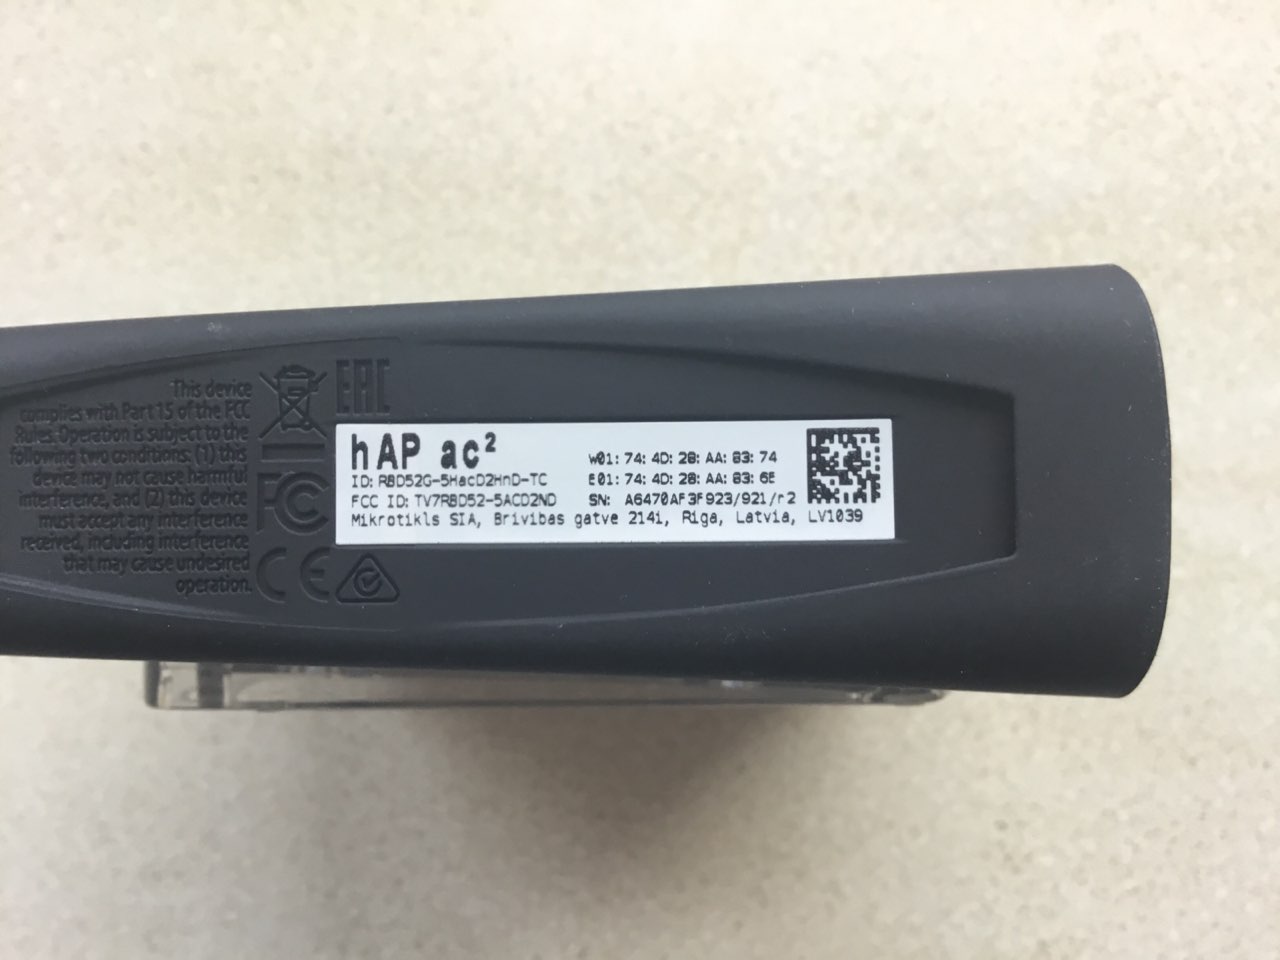 This device
complies with Part 15 of the FCC
Rules. Operation is subject to the
following two conditions: (1) this
device may not cause harmful
interference, and (2) this device
must accept any interference
received, including interference
that may cause undesired
operation.
EAC
FC
CE
hAP ac²
ID: RBD52G-5HacD2HnD-TC
FCC ID: TV7RBD52-5ACD2ND
W01:74:4D:28:AA:83:74
E01:74:4D:28:AA:83:6E
SN: A6470AF3F923/921/r2
Mikrotikls SIA, Brivibas gatve 214i, Riga, Latvia, LV1039